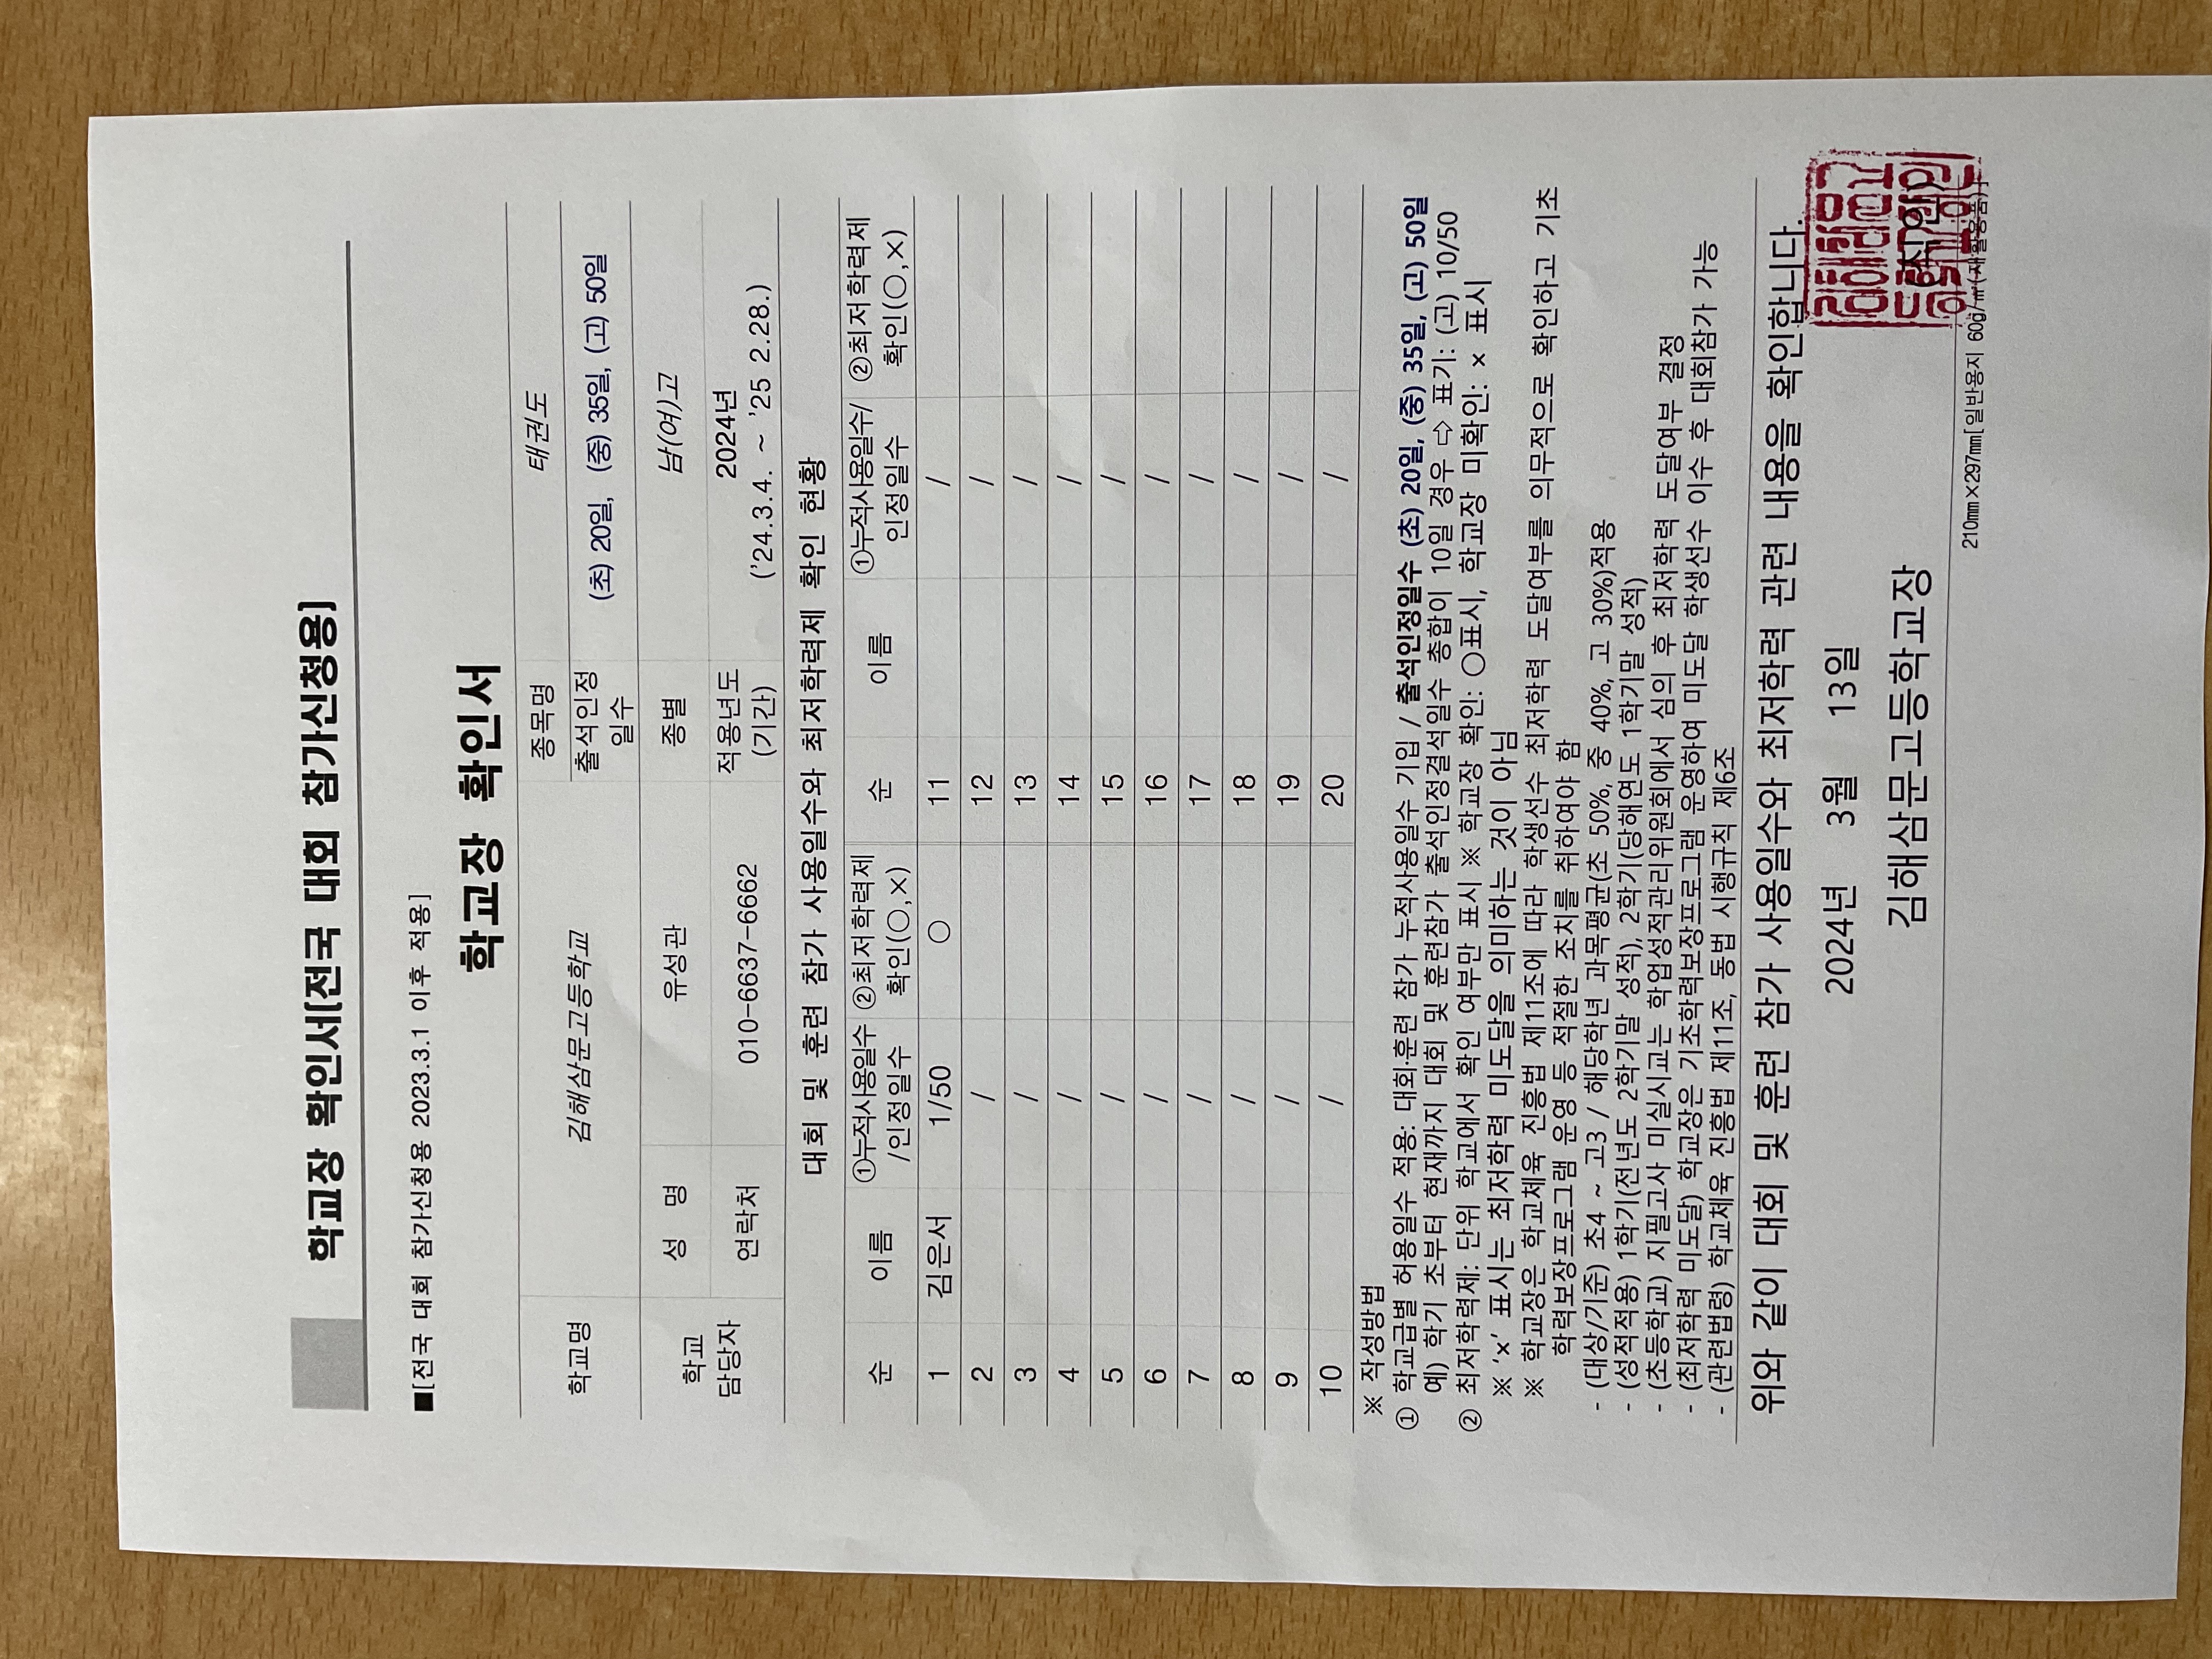 학교장 확인서[전국 대회 참가신청용]
■[전국 대회 참가신청용 2023.3.1 이후 적용]
학교장 확인서
학교명 김해삼문고등학교 종목명 태권도
출석인정일수 (초) 20일, (중) 35일, (고) 50일
학교 담당자 성 명 유성관 종별 남(여)고
연락처 010-6637-6662 적용년도(기간) 2024년 ('24.3.4. ~ '25 2.28.)
대회 및 훈련 참가 사용일수와 최저학력제 확인 현황
순 이름 ①누적사용일수/인정일수 ②최저학력제 확인(○,×) 순 이름 ①누적사용일수/인정일수 ②최저학력제 확인(○,×)
1 김은서 1/50 ○ 11 /
2 / 12 /
3 / 13 /
4 / 14 /
5 / 15 /
6 / 16 /
7 / 17 /
8 / 18 /
9 / 19 /
10 / 20 /
※ 작성방법
① 학교급별 허용일수 적용: 대회·훈련 참가 누적사용일수 기입 / 출석인정일수 (초) 20일, (중) 35일, (고) 50일
예) 학기 초부터 현재까지 대회 및 훈련참가 출석인정결석일수 총합이 10일 경우 ⇨ 표기: (고) 10/50
② 최저학력제: 단위 학교에서 확인 여부만 표시 ※ 학교장 확인: ○표시, 학교장 미확인: × 표시
※ '×' 표시는 최저학력 미도달을 의미하는 것이 아님
※ 학교장은 학교체육 진흥법 제11조에 따라 학생선수 최저학력 도달여부를 의무적으로 확인하고 기초
학력보장프로그램 운영 등 적절한 조치를 취하여야 함
- (대상/기준) 초4 ~ 고3 / 해당학년 과목평균(초 50%, 중 40%, 고 30%)적용
- (성적적용) 1학기(전년도 2학기말 성적), 2학기(당해연도 1학기말 성적)
- (초등학교) 지필고사 미실시교는 학업성적관리위원회에서 심의 후 최저학력 도달여부 결정
- (최저학력 미도달) 학교장은 기초학력보장프로그램 운영하여 미도달 학생선수 이수 후 대회참가 가능
- (관련법령) 학교체육 진흥법 제11조, 동법 시행규칙 제6조
위와 같이 대회 및 훈련 참가 사용일수와 최저학력 관련 내용을 확인합니다.
2024년 3월 13일
김해삼문고등학교장 (직인)
210㎜×297㎜[일반용지 60g/㎡(재활용품)]